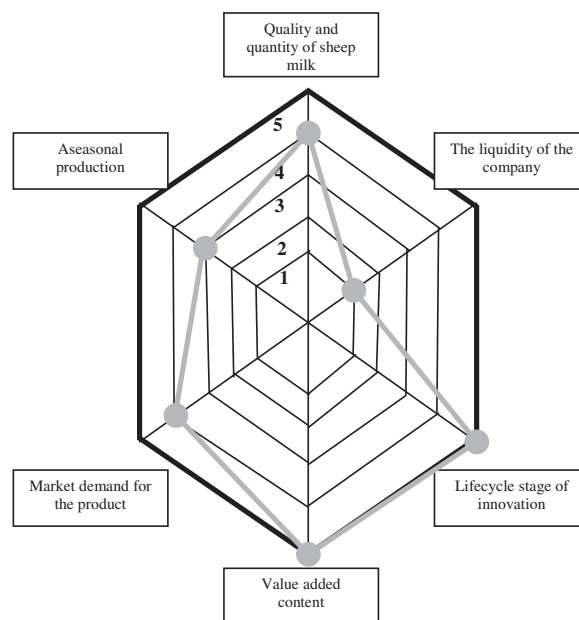 Quality and
quantity of sheep
milk
Aseasonal
production
The liquidity of the
company
5
4
3
2
1
Market demand for
the product
Lifecycle stage of
innovation
Value added
content